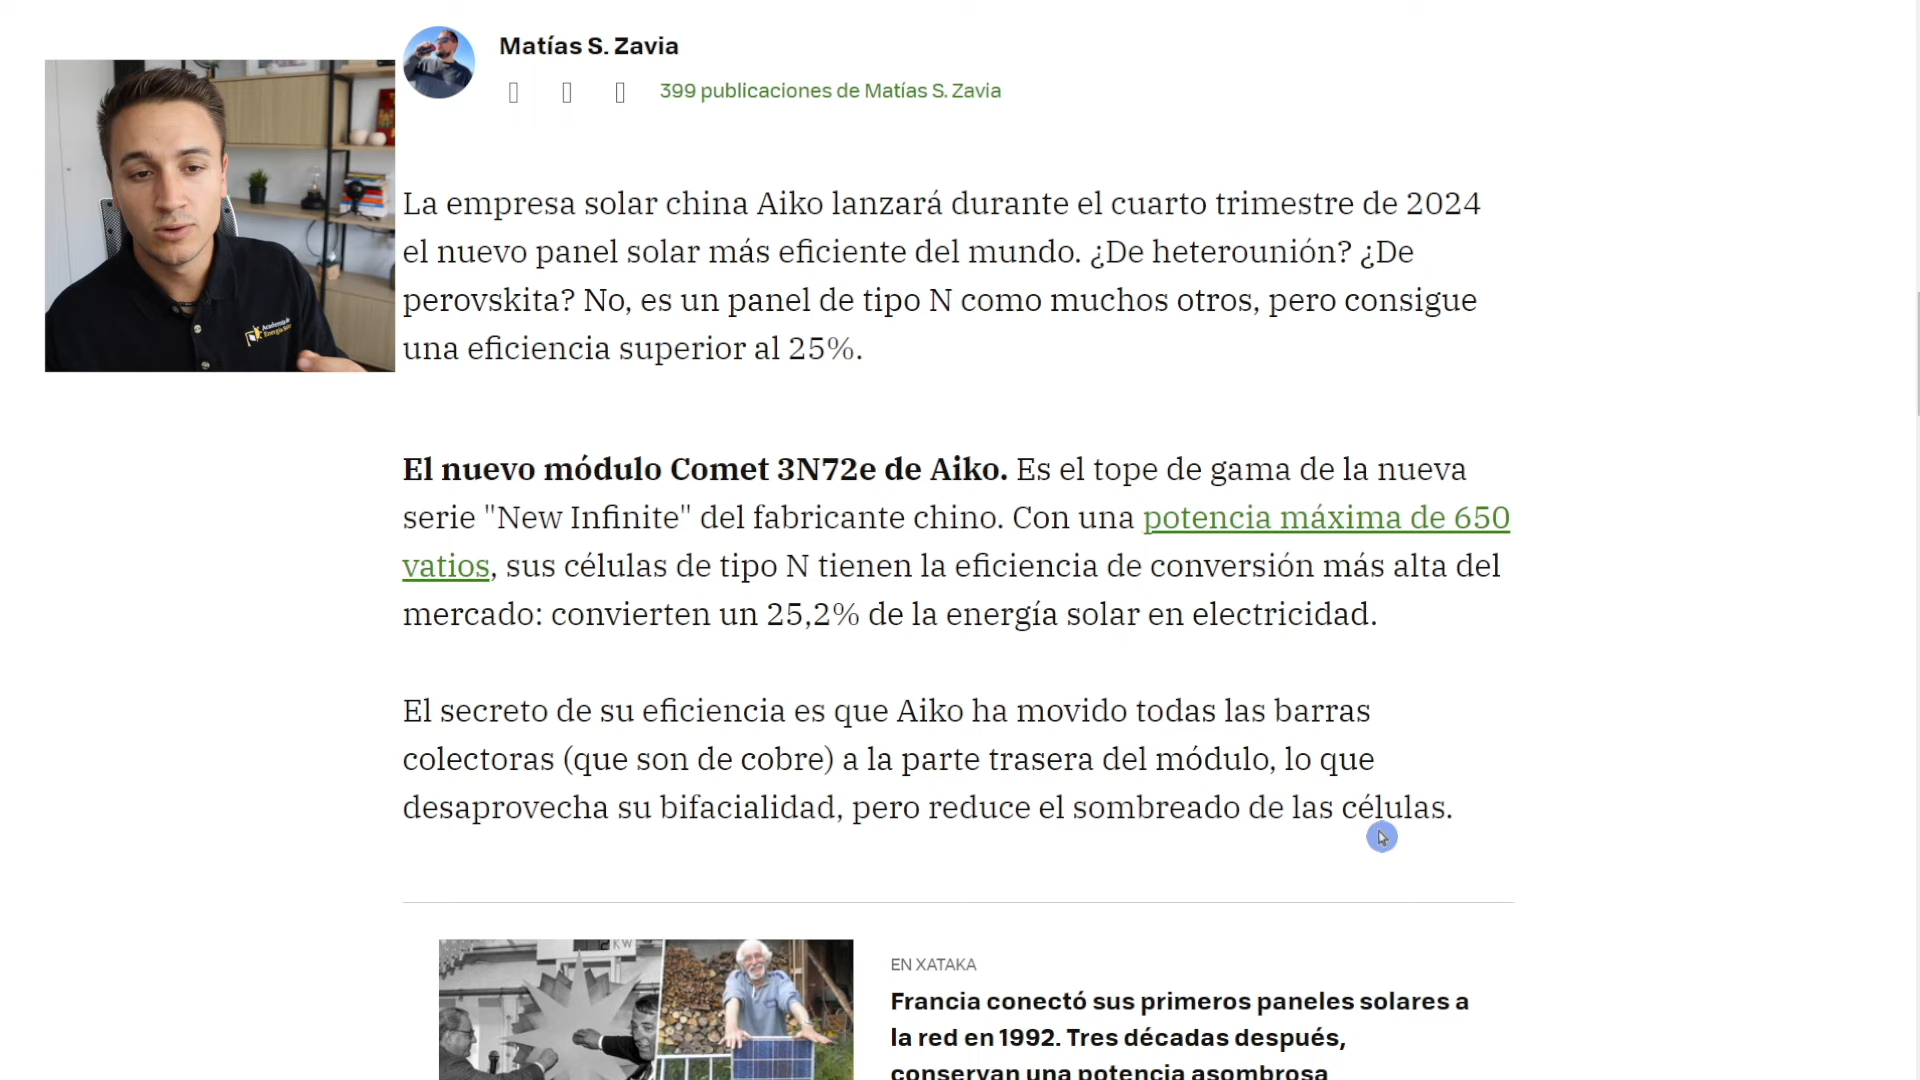 Matías S. Zavia
399 publicaciones de Matías S. Zavia
Academia de
Energía Solar
La empresa solar china Aiko lanzará durante el cuarto trimestre de 2024
el nuevo panel solar más eficiente del mundo. ¿De heterounión? ¿De
perovskita? No, es un panel de tipo N como muchos otros, pero consigue
una eficiencia superior al 25%.
El nuevo módulo Comet 3N72e de Aiko. Es el tope de gama de la nueva
serie "New Infinite" del fabricante chino. Con una potencia máxima de 650
vatios, sus células de tipo N tienen la eficiencia de conversión más alta del
mercado: convierten un 25,2% de la energía solar en electricidad.
El secreto de su eficiencia es que Aiko ha movido todas las barras
colectoras (que son de cobre) a la parte trasera del módulo, lo que
desaprovecha su bifacialidad, pero reduce el sombreado de las células.
KW
EN XATAKA
Francia conectó sus primeros paneles solares a
la red en 1992. Tres décadas después,
conservan una potencia asombrosa